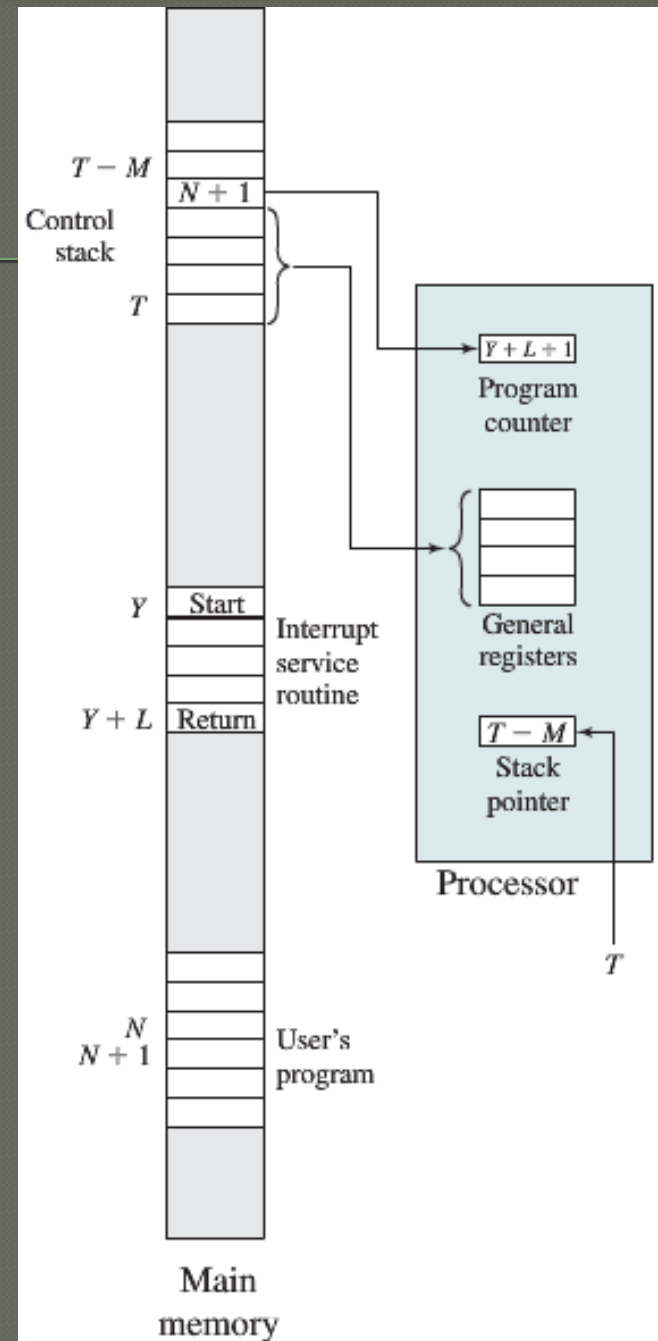 T − M
N + 1
Control
stack
T
Y + L + 1
Program
counter
Y
Start
Interrupt
service
routine
General
registers
Y + L
Return
T − M
Stack
pointer
Processor
T
N
N + 1
User's
program
Main
memory